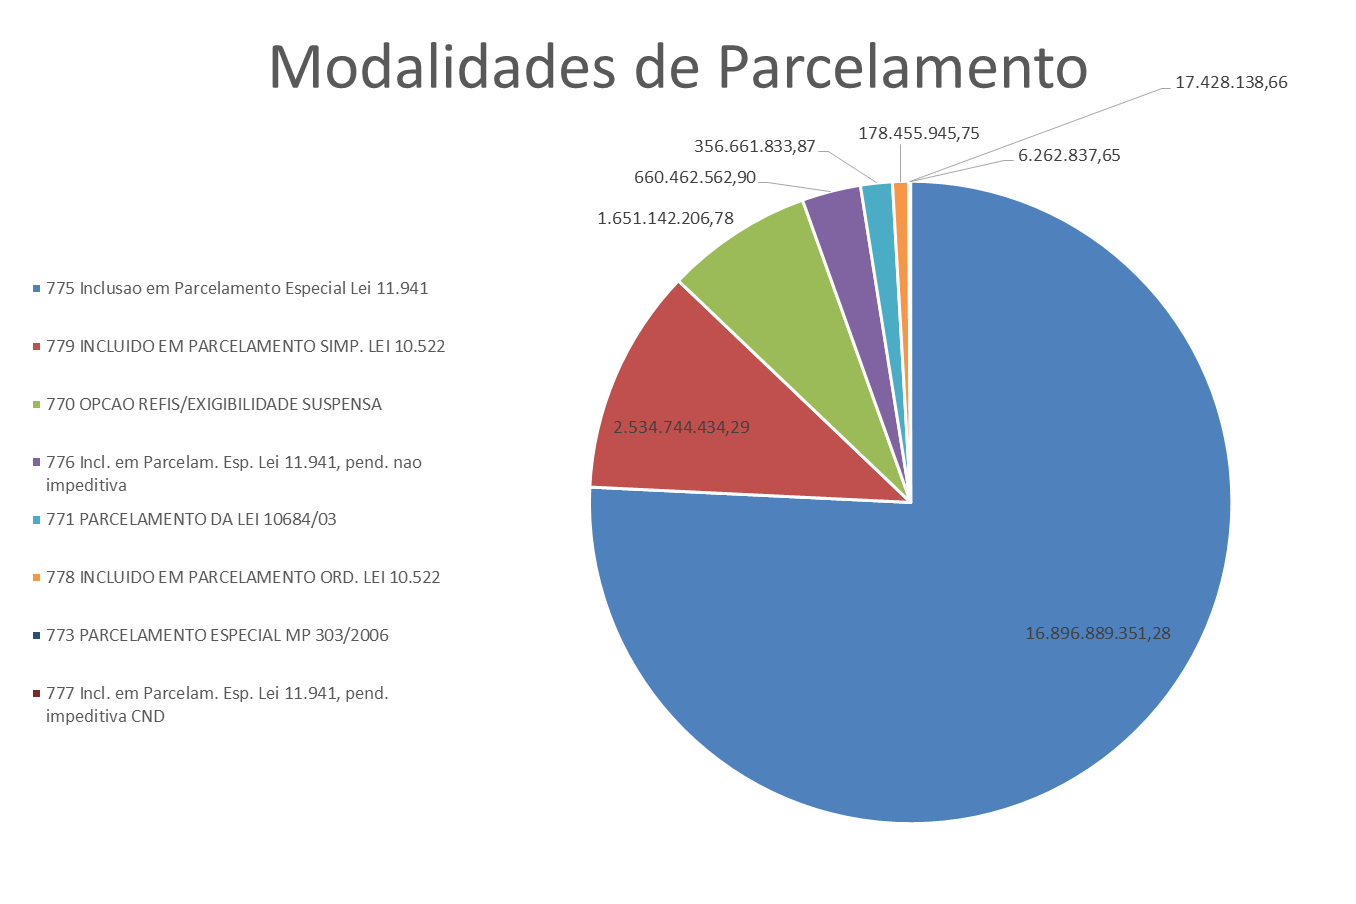 Modalidades de Parcelamento
17.428.138,66
178.455.945,75
356.661.833,87
6.262.837,65
660.462.562,90
1.651.142.206,78
2.534.744.434,29
16.896.889.351,28
775 Inclusao em Parcelamento Especial Lei 11.941
779 INCLUIDO EM PARCELAMENTO SIMP. LEI 10.522
770 OPCAO REFIS/EXIGIBILIDADE SUSPENSA
776 Incl. em Parcelam. Esp. Lei 11.941, pend. nao
impeditiva
771 PARCELAMENTO DA LEI 10684/03
778 INCLUIDO EM PARCELAMENTO ORD. LEI 10.522
773 PARCELAMENTO ESPECIAL MP 303/2006
777 Incl. em Parcelam. Esp. Lei 11.941, pend.
impeditiva CND